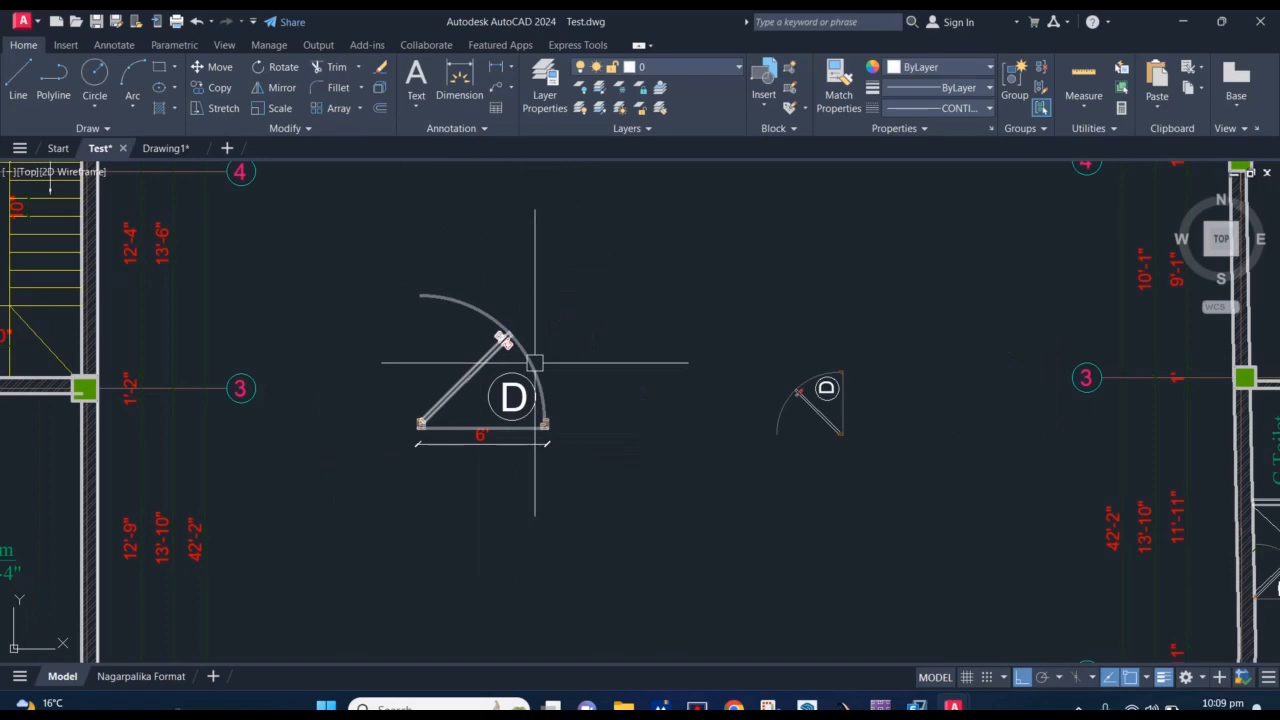 Share
Autodesk AutoCAD 2024 Test.dwg
Type a keyword or phrase
Sign In
Home Insert Annotate Parametric View Manage Output Add-ins Collaborate Featured Apps Express Tools
Line Polyline Circle Arc
Move Rotate Trim
Copy Mirror Fillet
Stretch Scale Array
Text Dimension
Layer Properties
0
Insert
Match Properties
ByLayer
ByLayer
CONTI...
Group
Measure
Paste
Base
Draw Modify Annotation Layers Block Properties Groups Utilities Clipboard View
Start Test* Drawing1*
[−][Top][2D Wireframe]
4
4
10"
12'-4"
13'-6"
10'-1"
9'-1"
N
W TOP E
S
WCS
3
3
1'-2"
1'
D
6'
D
12'-9"
13'-10"
42'-2"
42'-2"
13'-10"
11'-11"
m
4"
Y
X
Model Nagarpalika Format
MODEL
16°C
Search
10:09 pm